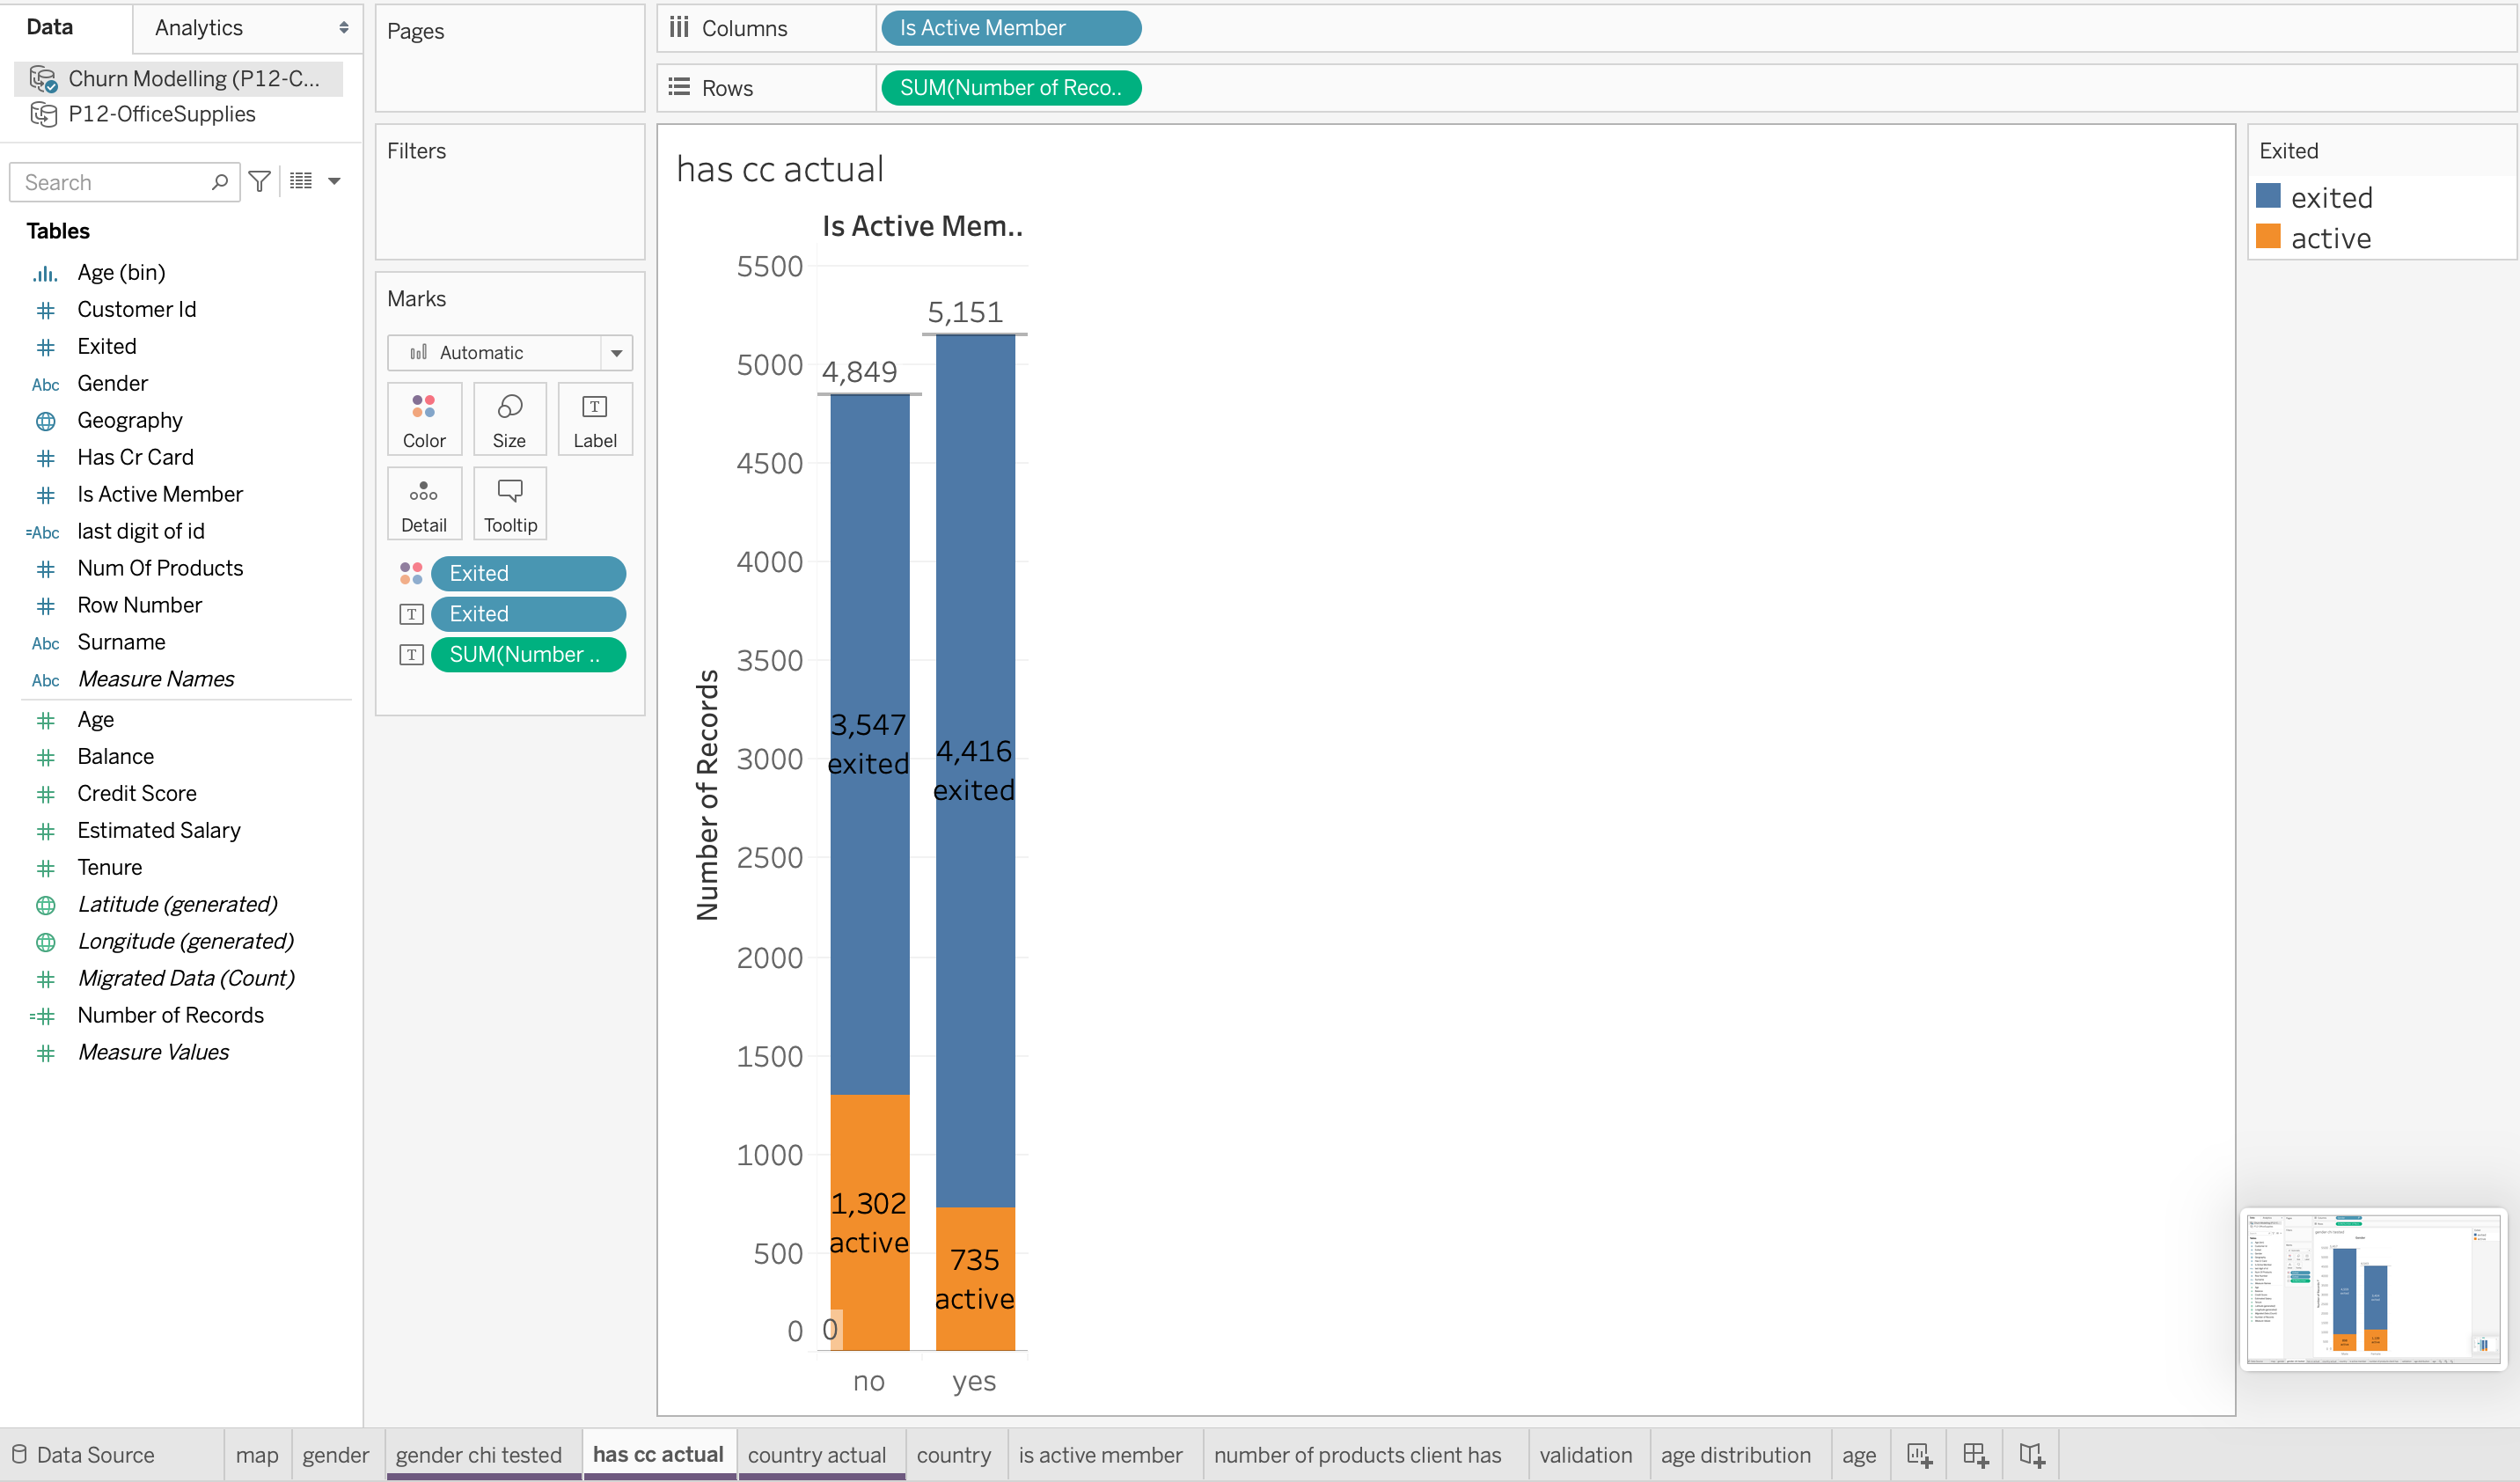 Data
Analytics
Churn Modelling (P12-C...
P12-OfficeSupplies
Search
Tables
Age (bin)
# Customer Id
# Exited
Abc Gender
Geography
# Has Cr Card
# Is Active Member
=Abc last digit of id
# Num Of Products
# Row Number
Abc Surname
Abc Measure Names
# Age
# Balance
# Credit Score
# Estimated Salary
# Tenure
Latitude (generated)
Longitude (generated)
# Migrated Data (Count)
=# Number of Records
# Measure Values
Pages
Filters
Marks
Automatic
Color
Size
T
Label
Detail
Tooltip
Exited
T Exited
T SUM(Number ..
Columns
Is Active Member
Rows
SUM(Number of Reco..
has cc actual
Is Active Mem..
Number of Records
5500
5000
4500
4000
3500
3000
2500
2000
1500
1000
500
0
4,849
3,547
exited
1,302
active
0
no
5,151
4,416
exited
735
active
yes
Exited
exited
active
Data Source
map
gender
gender chi tested
has cc actual
country actual
country
is active member
number of products client has
validation
age distribution
age